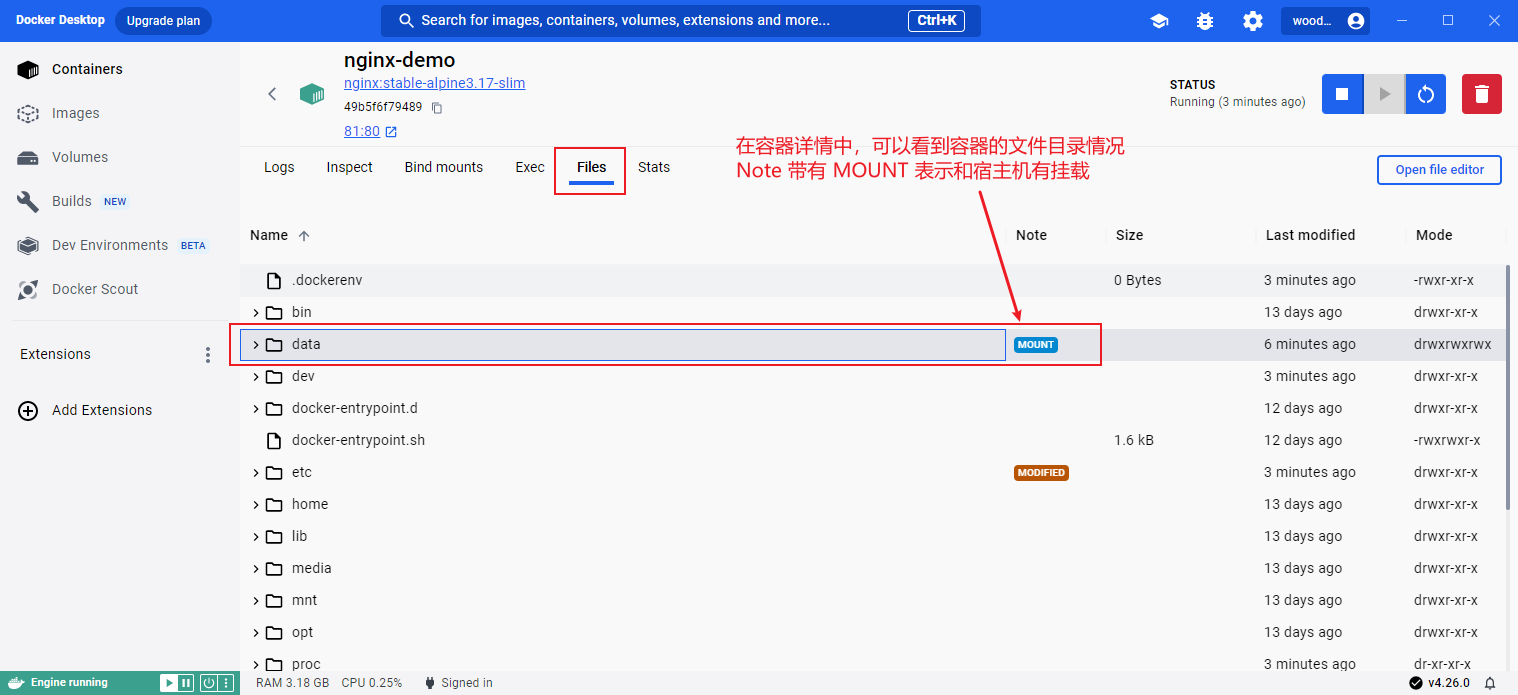 Docker Desktop Upgrade plan Search for images, containers, volumes, extensions and more... Ctrl+K wood...
Containers
Images
Volumes
Builds NEW
Dev Environments BETA
Docker Scout
Extensions
Add Extensions
nginx-demo
nginx:stable-alpine3.17-slim
49b5f6f79489
81:80
STATUS
Running (3 minutes ago)
Logs Inspect Bind mounts Exec Files Stats
在容器详情中，可以看到容器的文件目录情况
Note 带有 MOUNT 表示和宿主机有挂载
Open file editor
Name Note Size Last modified Mode
.dockerenv 0 Bytes 3 minutes ago -rwxr-xr-x
bin 13 days ago drwxr-xr-x
data MOUNT 6 minutes ago drwxrwxrwx
dev 3 minutes ago drwxr-xr-x
docker-entrypoint.d 12 days ago drwxr-xr-x
docker-entrypoint.sh 1.6 kB 12 days ago -rwxrwxr-x
etc MODIFIED 3 minutes ago drwxr-xr-x
home 13 days ago drwxr-xr-x
lib 13 days ago drwxr-xr-x
media 13 days ago drwxr-xr-x
mnt 13 days ago drwxr-xr-x
opt 13 days ago drwxr-xr-x
proc 3 minutes ago dr-xr-xr-x
Engine running RAM 3.18 GB CPU 0.25% Signed in v4.26.0